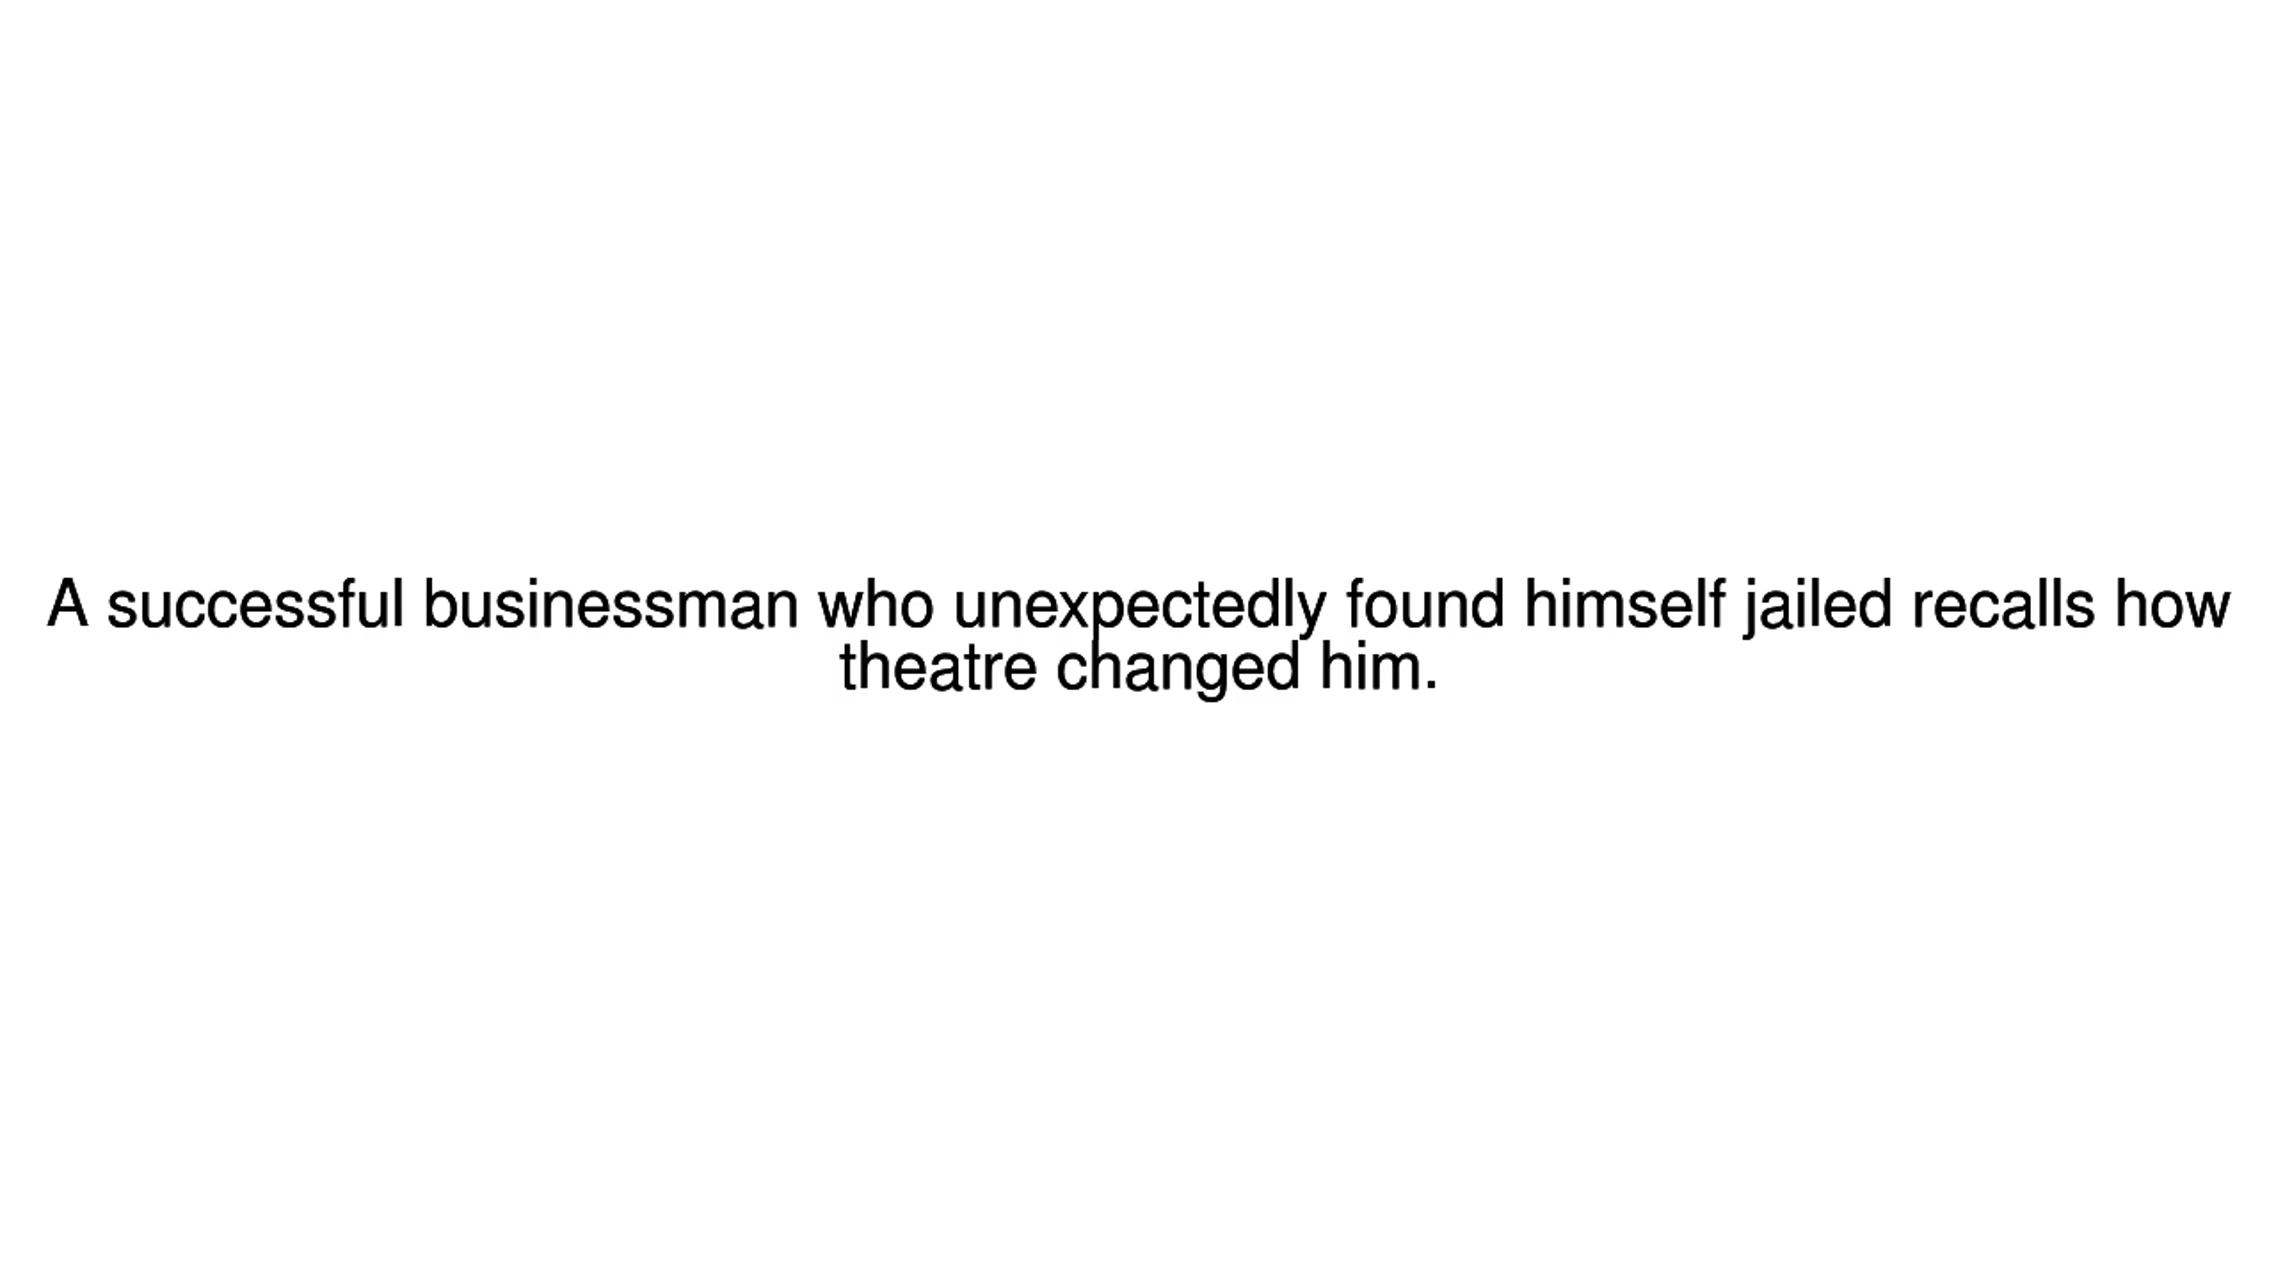 A successful businessman who unexpectedly found himself jailed recalls how
theatre changed him.